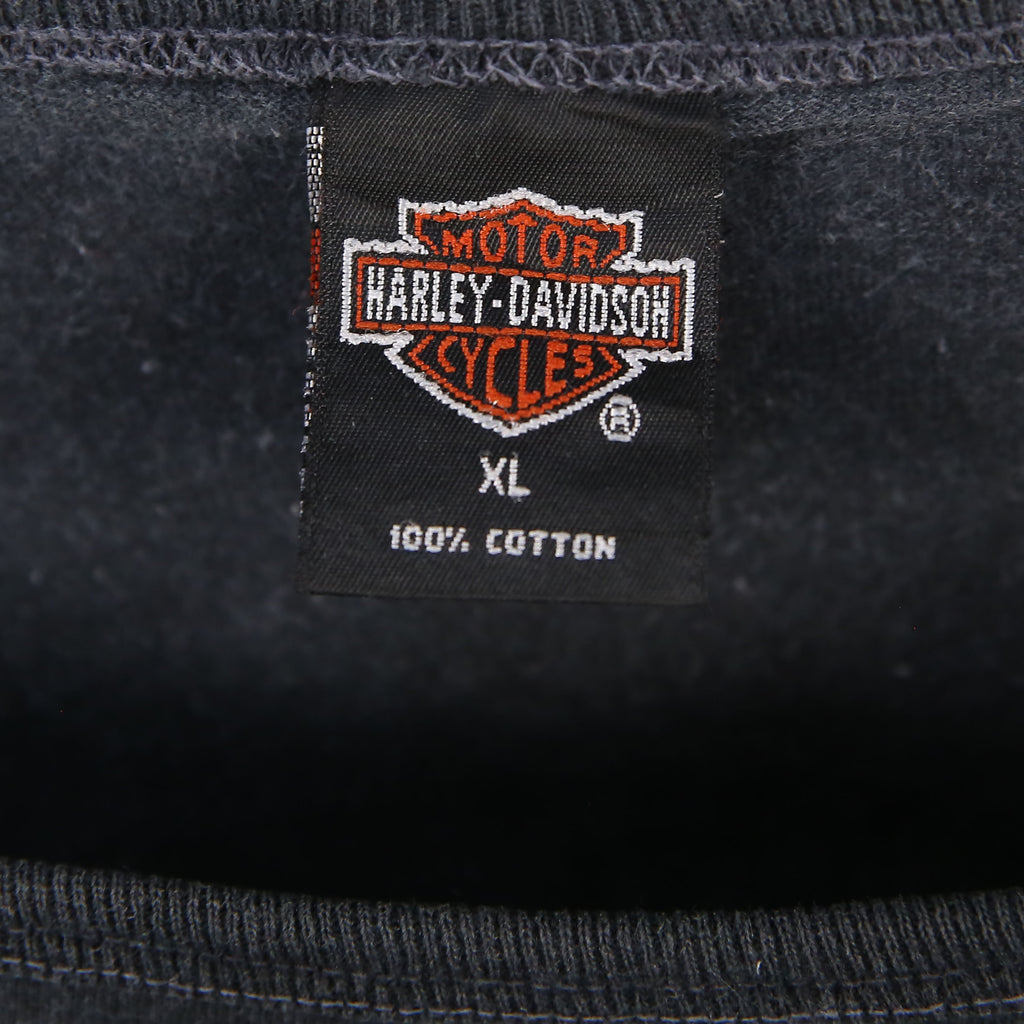 MOTOR
HARLEY-DAVIDSON
CYCLES
®
XL
100% COTTON